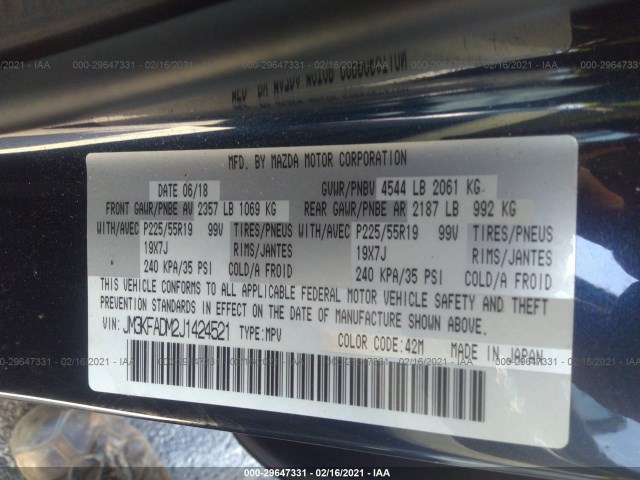 000-29647331 - 02/16/2021 - IAA
MFD. BY MAZDA MOTOR CORPORATION
DATE 06/18 GVWR/PNBV 4544 LB 2061 KG
FRONT GAWR/PNBE AV 2357 LB 1069 KG REAR GAWR/PNBE AR 2187 LB 992 KG
WITH/AVEC P225/55R19 99V TIRES/PNEUS WITH/AVEC P225/55R19 99V TIRES/PNEUS
19X7J RIMS/JANTES 19X7J RIMS/JANTES
240 KPA/35 PSI COLD/A FROID 240 KPA/35 PSI COLD/A FROID
THIS VEHICLE CONFORMS TO ALL APPLICABLE FEDERAL MOTOR VEHICLE SAFETY AND THEFT
PREVENTION STANDARDS IN EFFECT ON THE DATE OF MANUFACTURE SHOWN ABOVE.
VIN: JM3KFADM2J1424521 TYPE:MPV COLOR CODE:42M MADE IN JAPAN
000-29647331 - 02/16/2021 - IAA